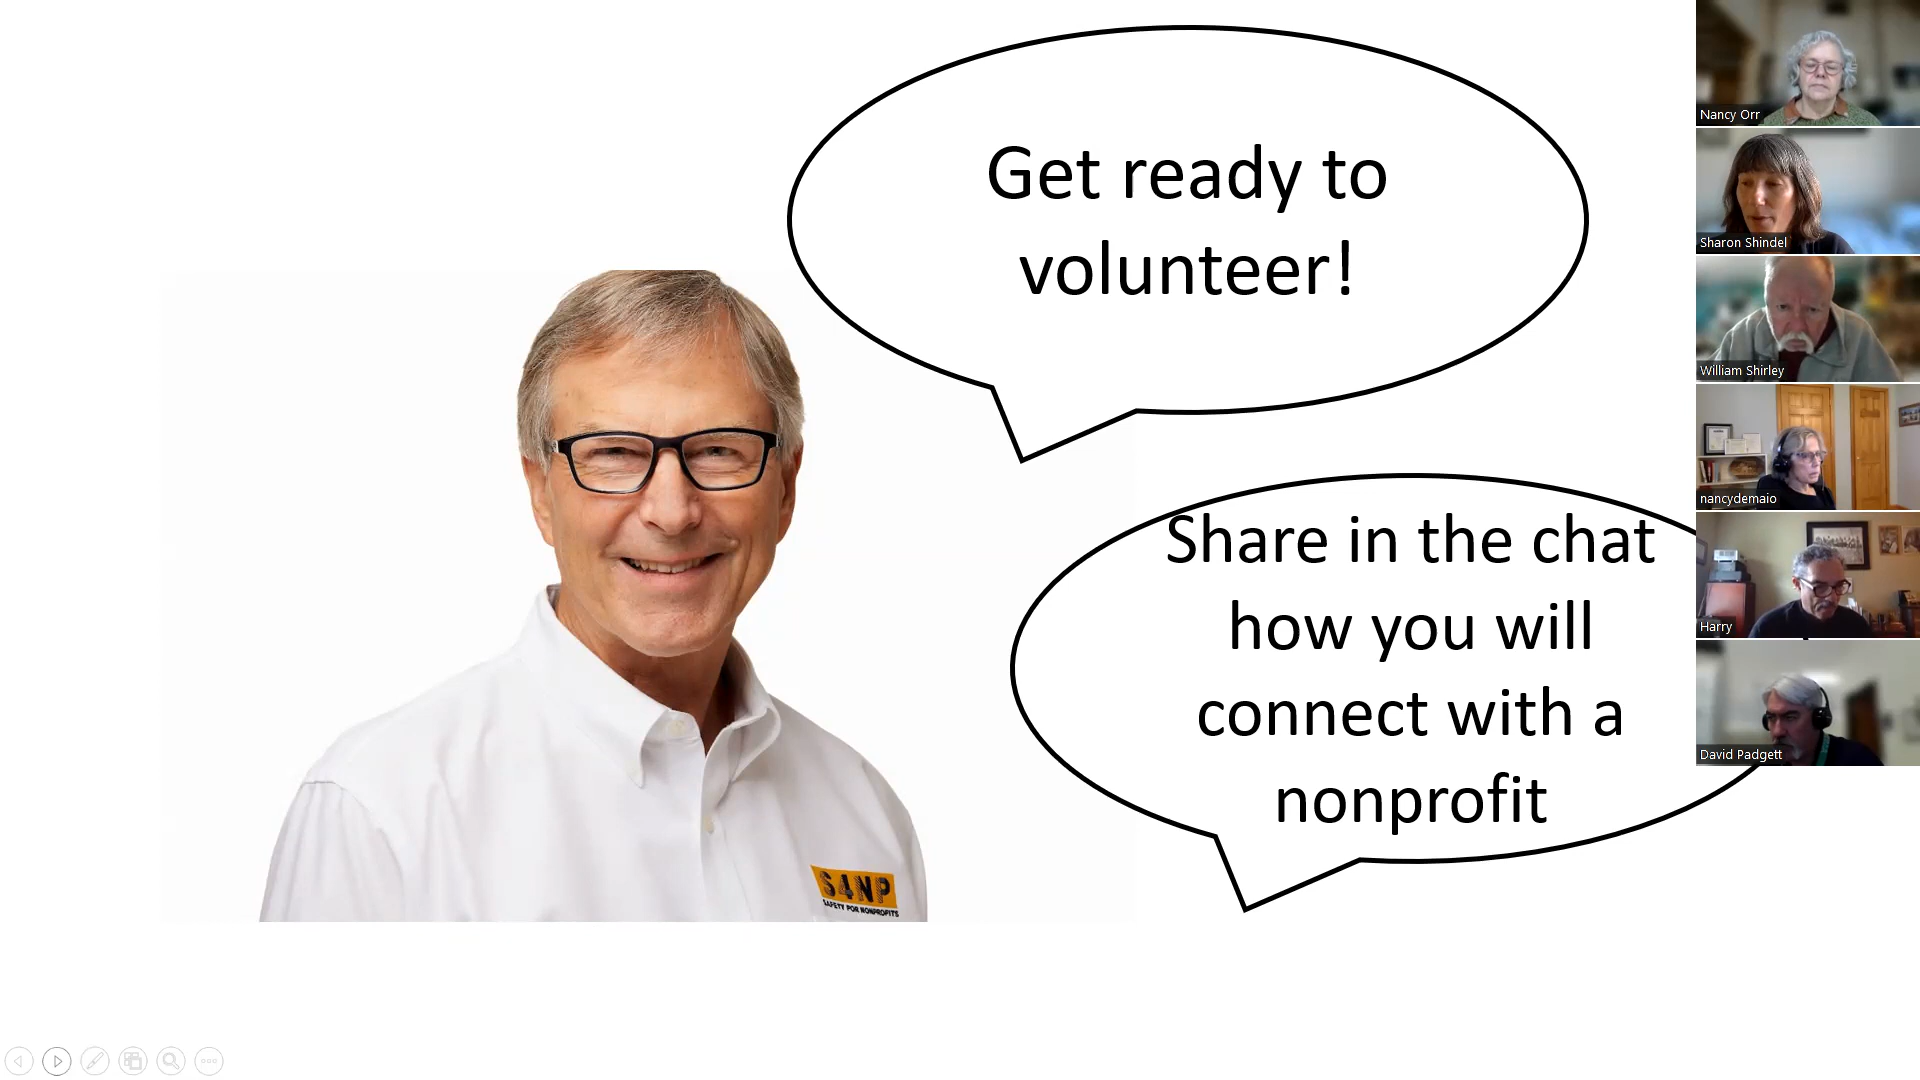 Get ready to
volunteer!
Share in the chat
how you will
connect with a
nonprofit
S4NP
SAFETY FOR NONPROFITS
Nancy Orr
Sharon Shindel
William Shirley
nancydemaio
Harry
David Padgett